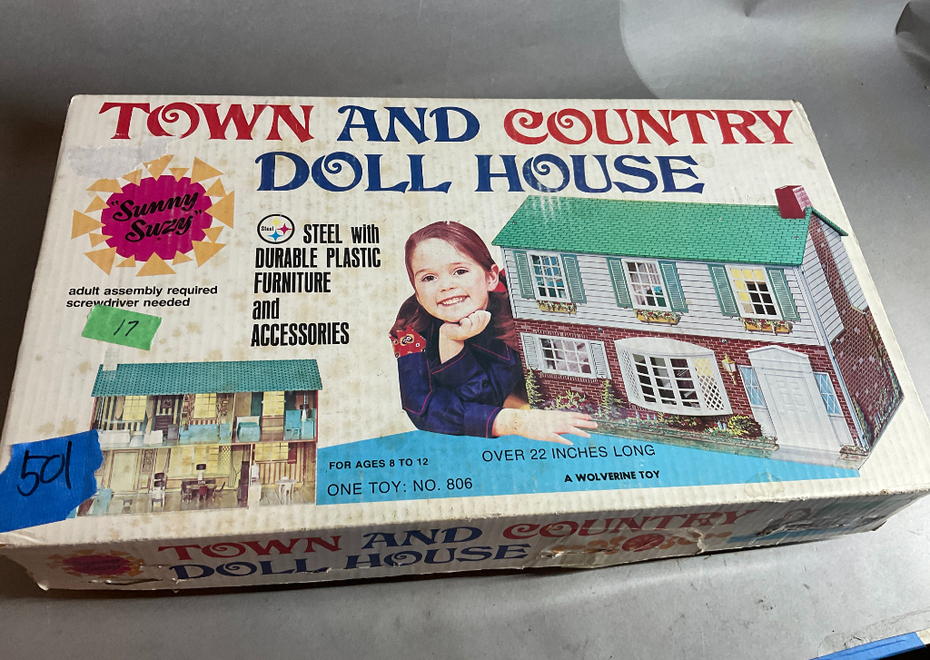 TOWN AND COUNTRY
DOLL HOUSE
"Sunny
Suzy"
adult assembly required
screwdriver needed
17
Steel
STEEL with
DURABLE PLASTIC
FURNITURE
and
ACCESSORIES
501
FOR AGES 8 TO 12
OVER 22 INCHES LONG
ONE TOY: NO. 806
A WOLVERINE TOY
TOWN AND COUNTRY
DOLL HOUSE